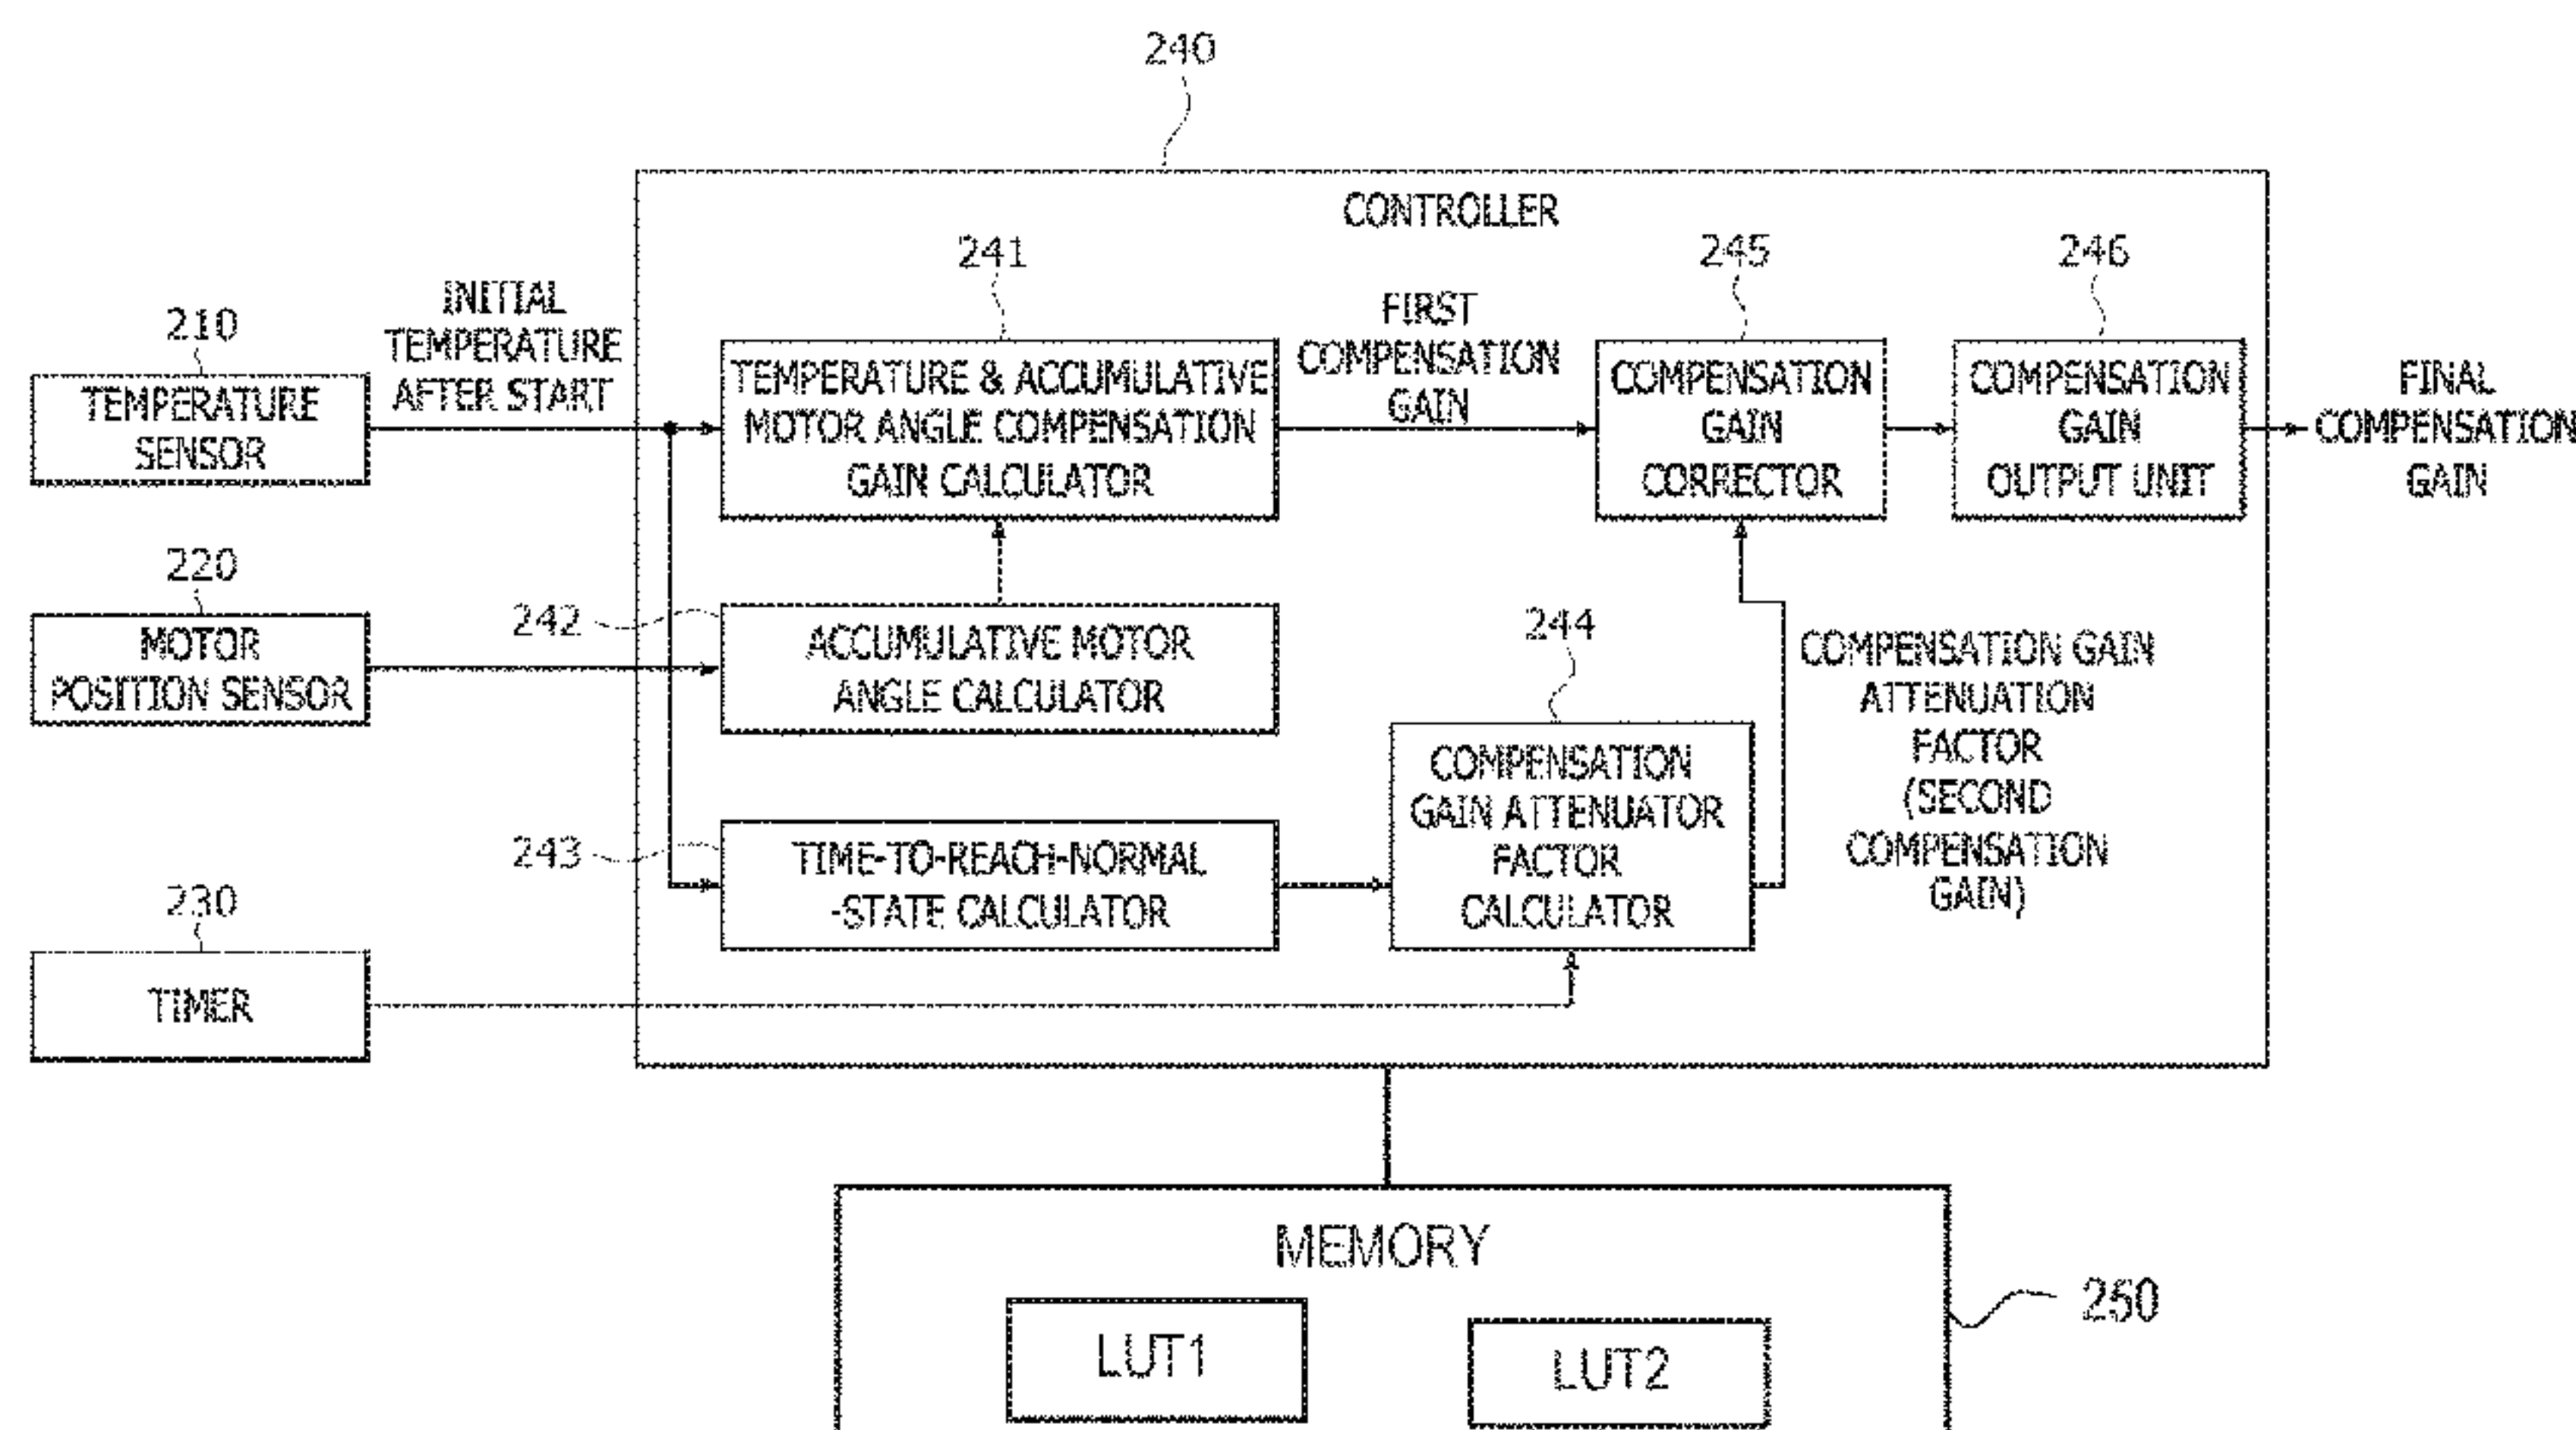 240
CONTROLLER
241
245
246
INITIAL
TEMPERATURE
AFTER START
210
TEMPERATURE
SENSOR
TEMPERATURE & ACCUMULATIVE
MOTOR ANGLE COMPENSATION
GAIN CALCULATOR
FIRST
COMPENSATION
GAIN
COMPENSATION
GAIN
CORRECTOR
COMPENSATION
GAIN
OUTPUT UNIT
FINAL
COMPENSATION
GAIN
220
MOTOR
POSITION SENSOR
242
ACCUMULATIVE MOTOR
ANGLE CALCULATOR
244
COMPENSATION GAIN
ATTENUATION
FACTOR
(SECOND
COMPENSATION
GAIN)
243
TIME-TO-REACH-NORMAL
-STATE CALCULATOR
COMPENSATION
GAIN ATTENUATOR
FACTOR
CALCULATOR
230
TIMER
MEMORY
250
LUT1
LUT2